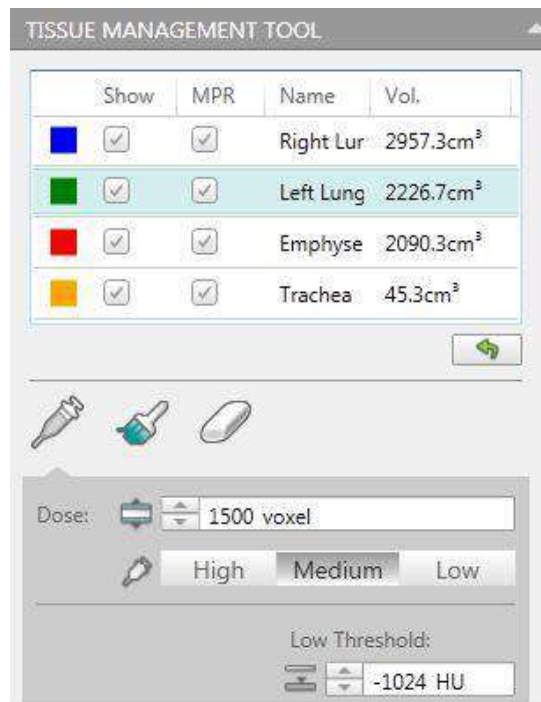 TISSUE MANAGEMENT TOOL
Show MPR Name Vol.
Right Lur 2957.3cm³
Left Lung 2226.7cm³
Emphyse 2090.3cm³
Trachea 45.3cm³
Dose: 1500 voxel
High Medium Low
Low Threshold:
-1024 HU